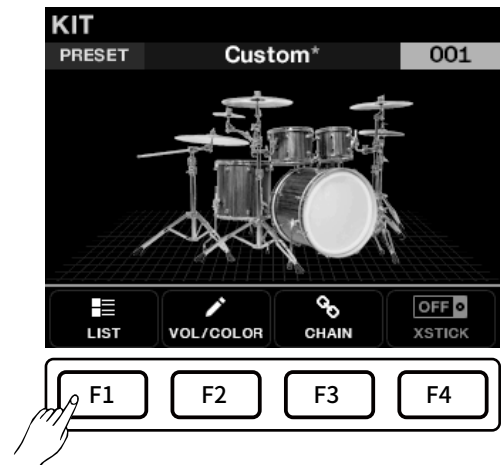 KIT
PRESET Custom* 001
LIST VOL/COLOR CHAIN OFF XSTICK
F1 F2 F3 F4